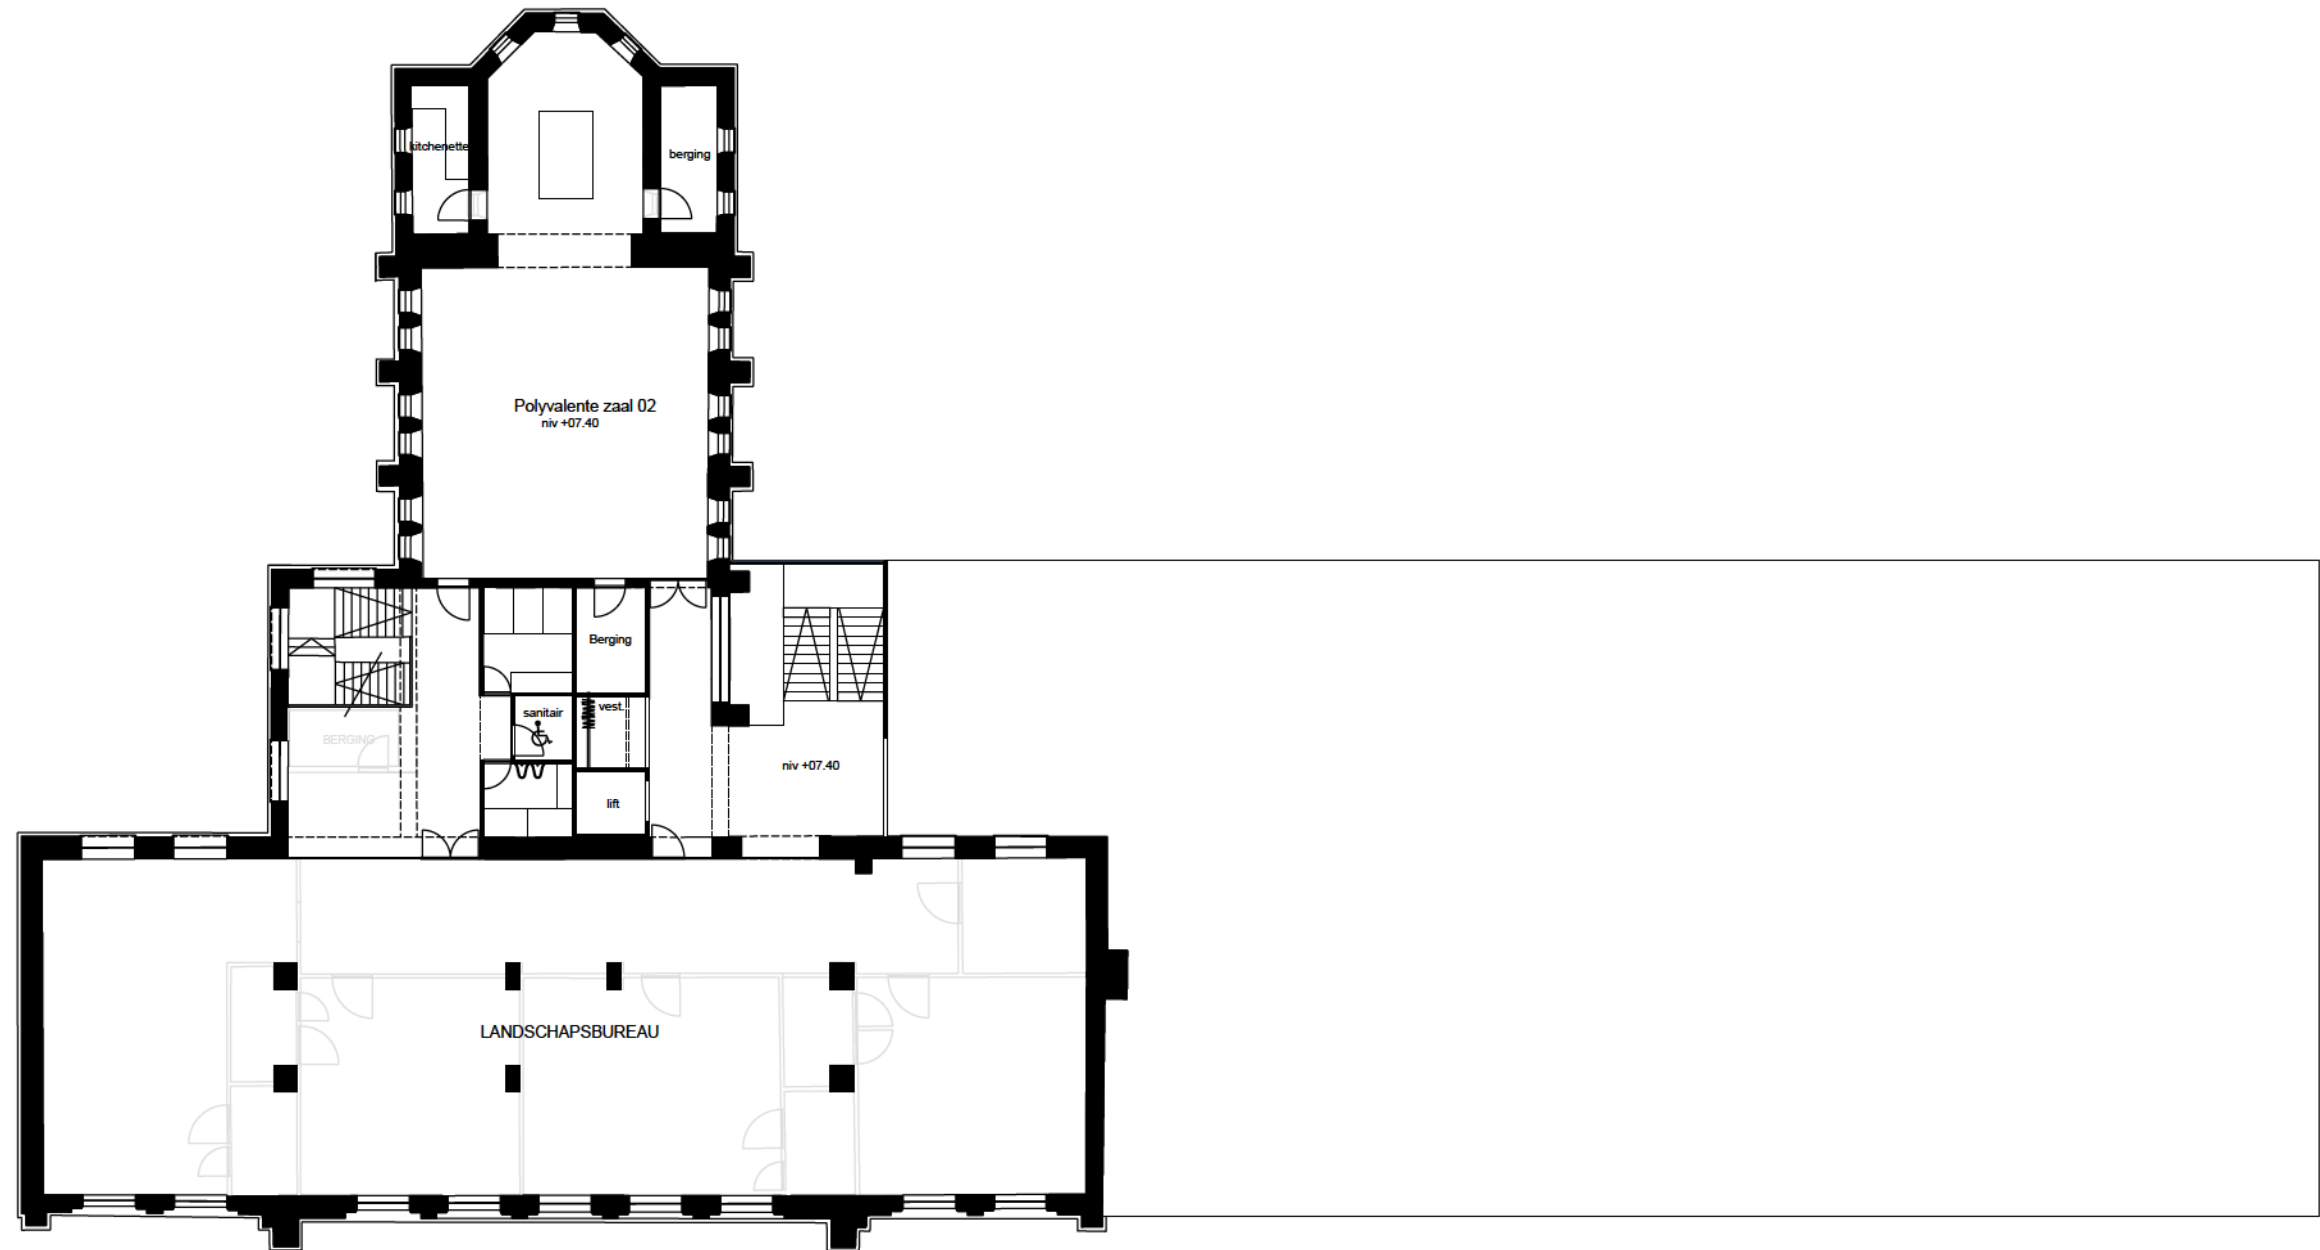 kitchenette
berging
Polyvalente zaal 02
niv +07.40
Berging
sanitair
vest.
BERGING
niv +07.40
lift
LANDSCHAPSBUREAU